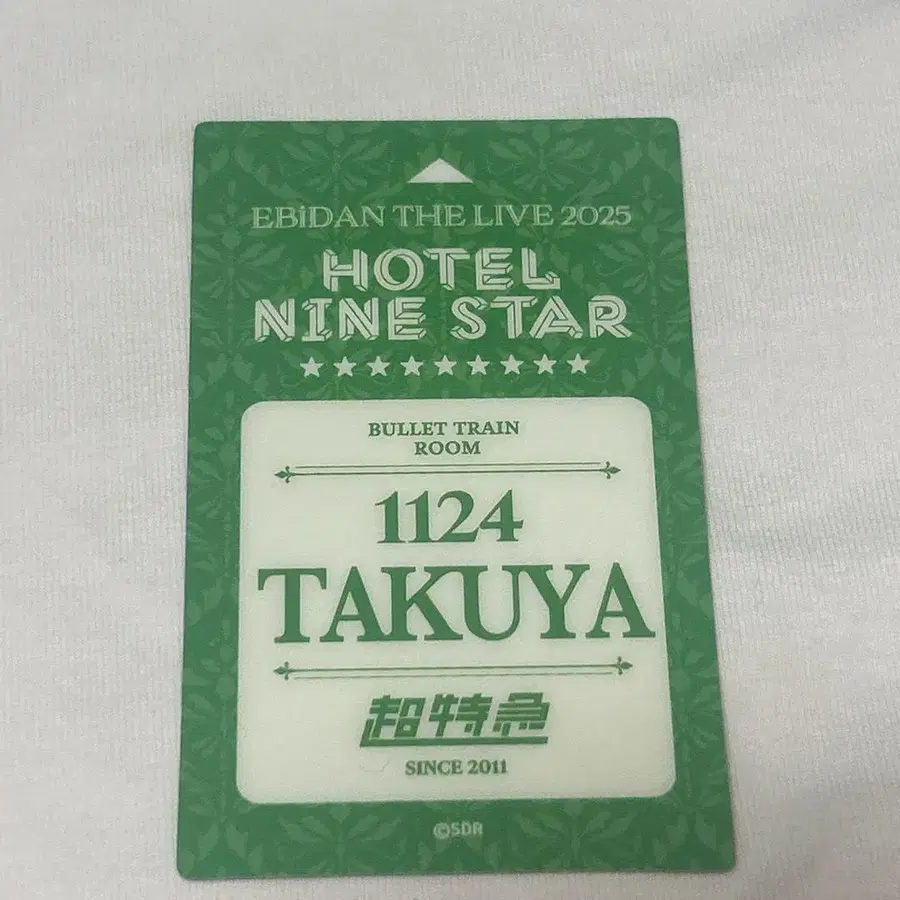 EBiDAN THE LIVE 2025
HOTEL
NINE STAR
★★★★★★★★★
BULLET TRAIN
ROOM
1124
TAKUYA
超特急
SINCE 2011
©SDR